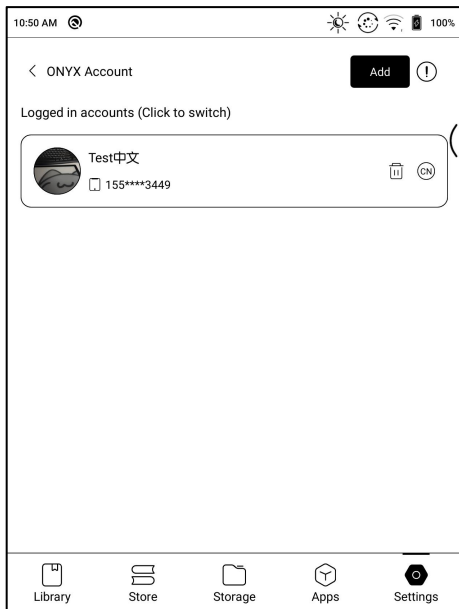 10:50 AM 100%
ONYX Account Add
Logged in accounts (Click to switch)
Test中文
155****3449 CN
Library Store Storage Apps Settings